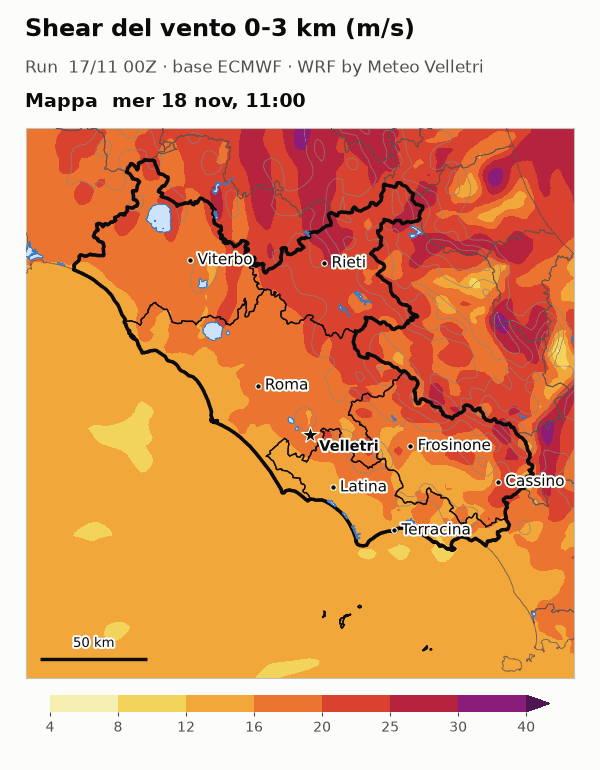 Shear del vento 0-3 km (m/s)
Run  17/11 00Z · base ECMWF · WRF by Meteo Velletri
Mappa  mer 18 nov, 11:00
Viterbo
Rieti
Roma
Velletri
Frosinone
Cassino
Latina
Terracina
50 km
4 8 12 16 20 25 30 40